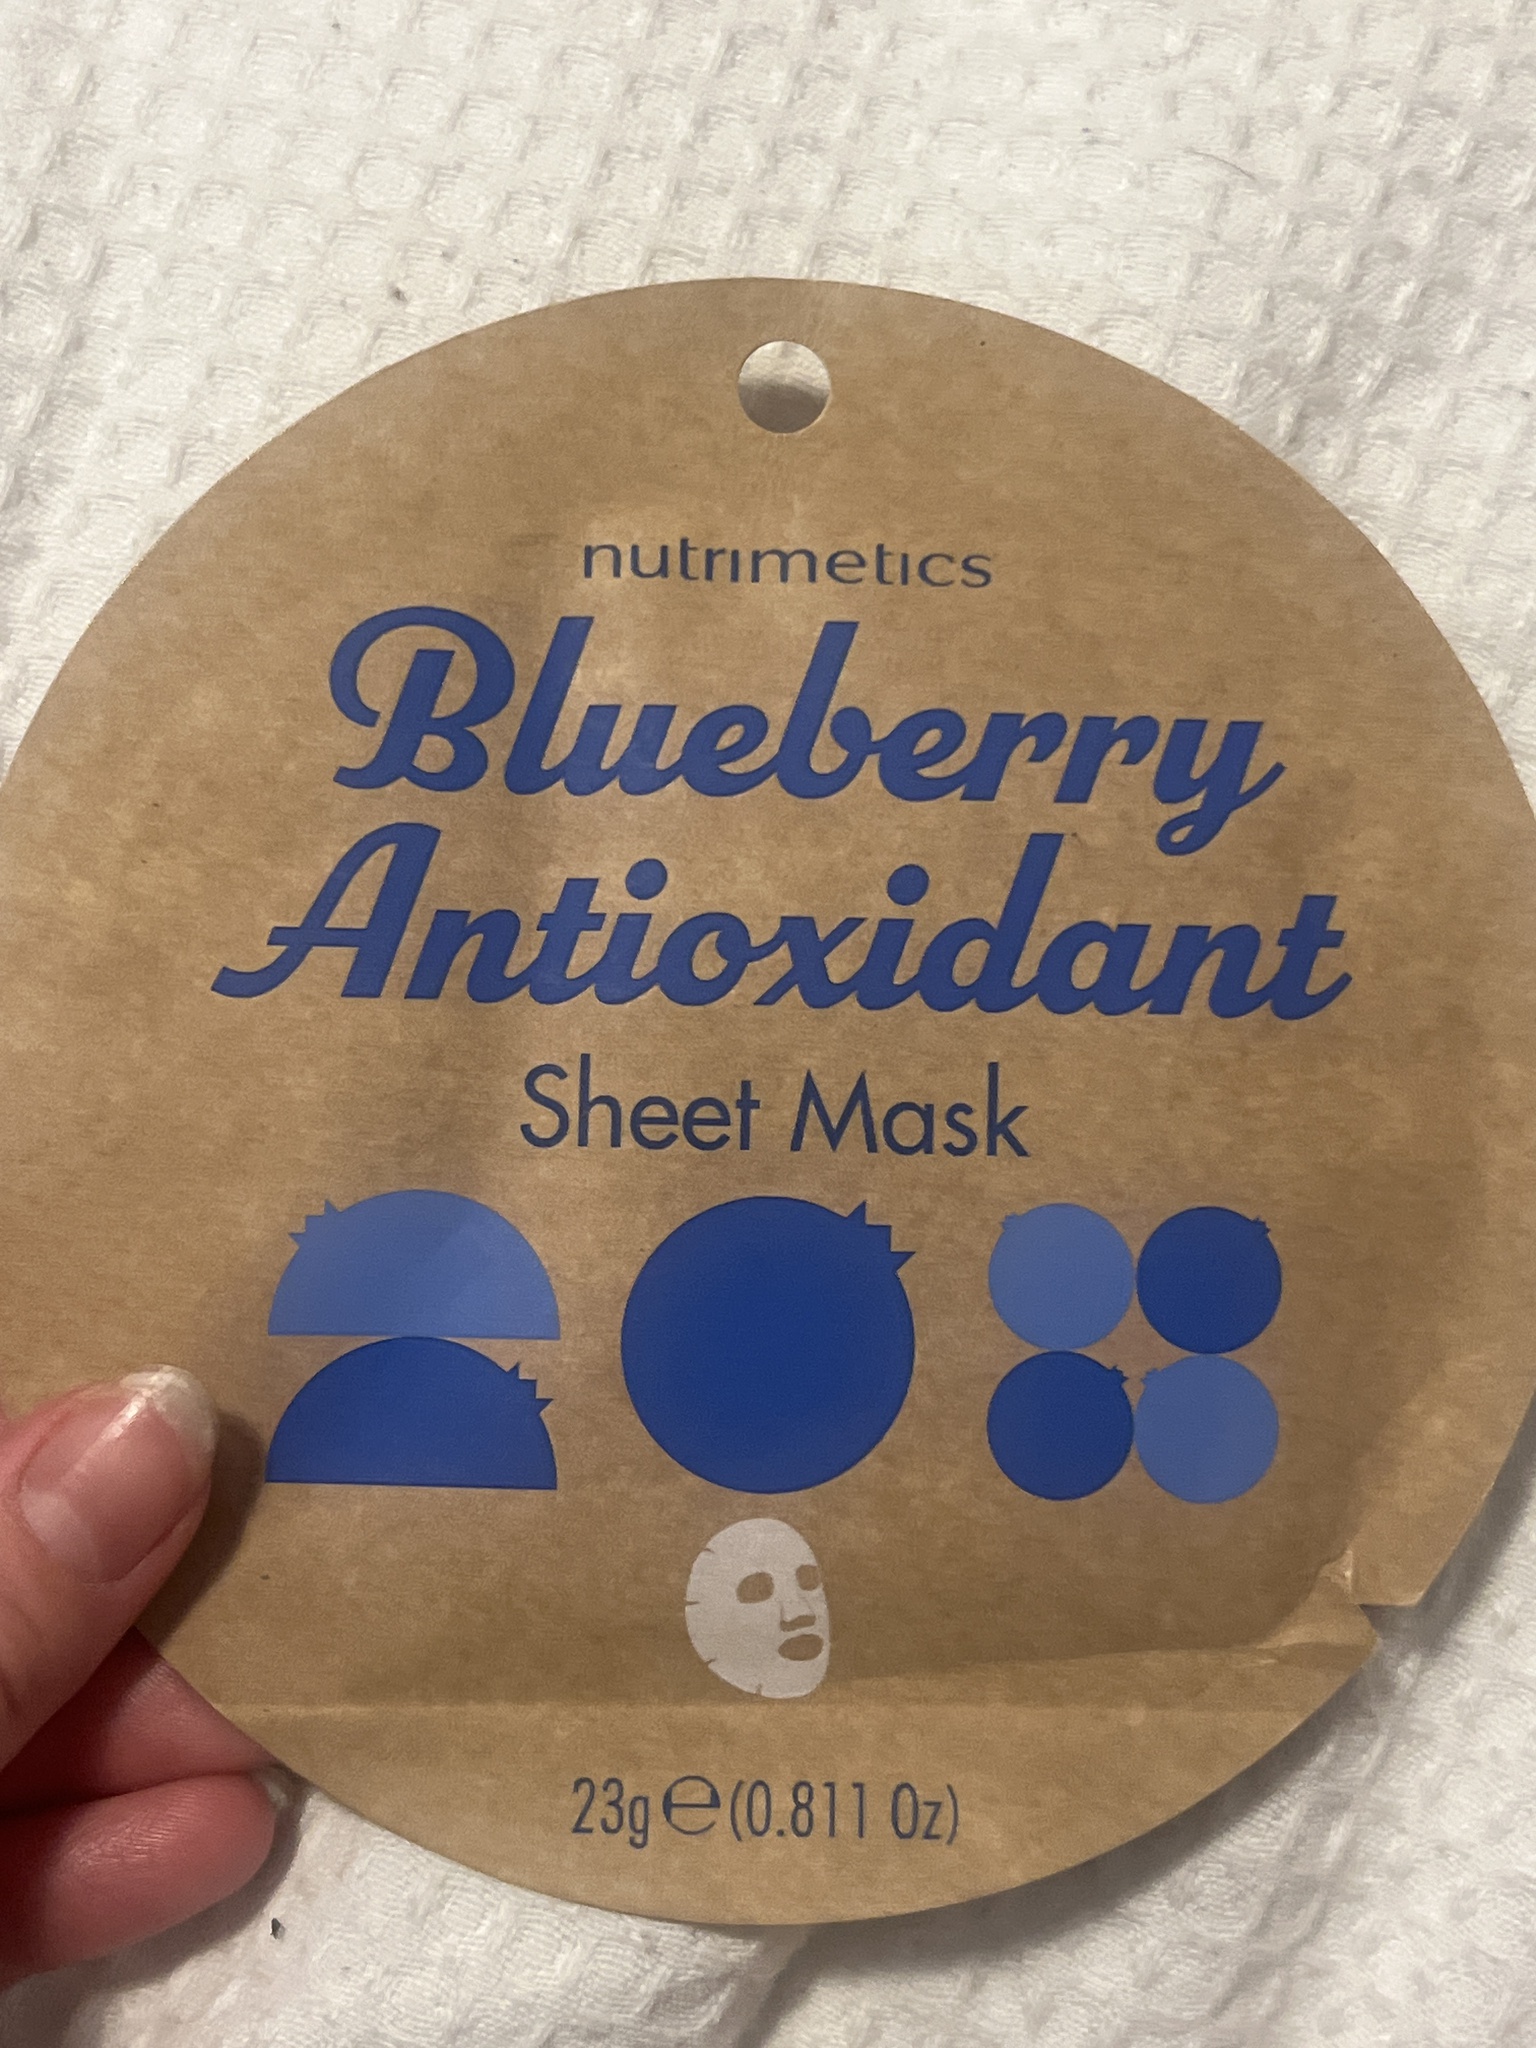 nutrimetics
Blueberry
Antioxidant
Sheet Mask
23g ℮ (0.811 Oz)